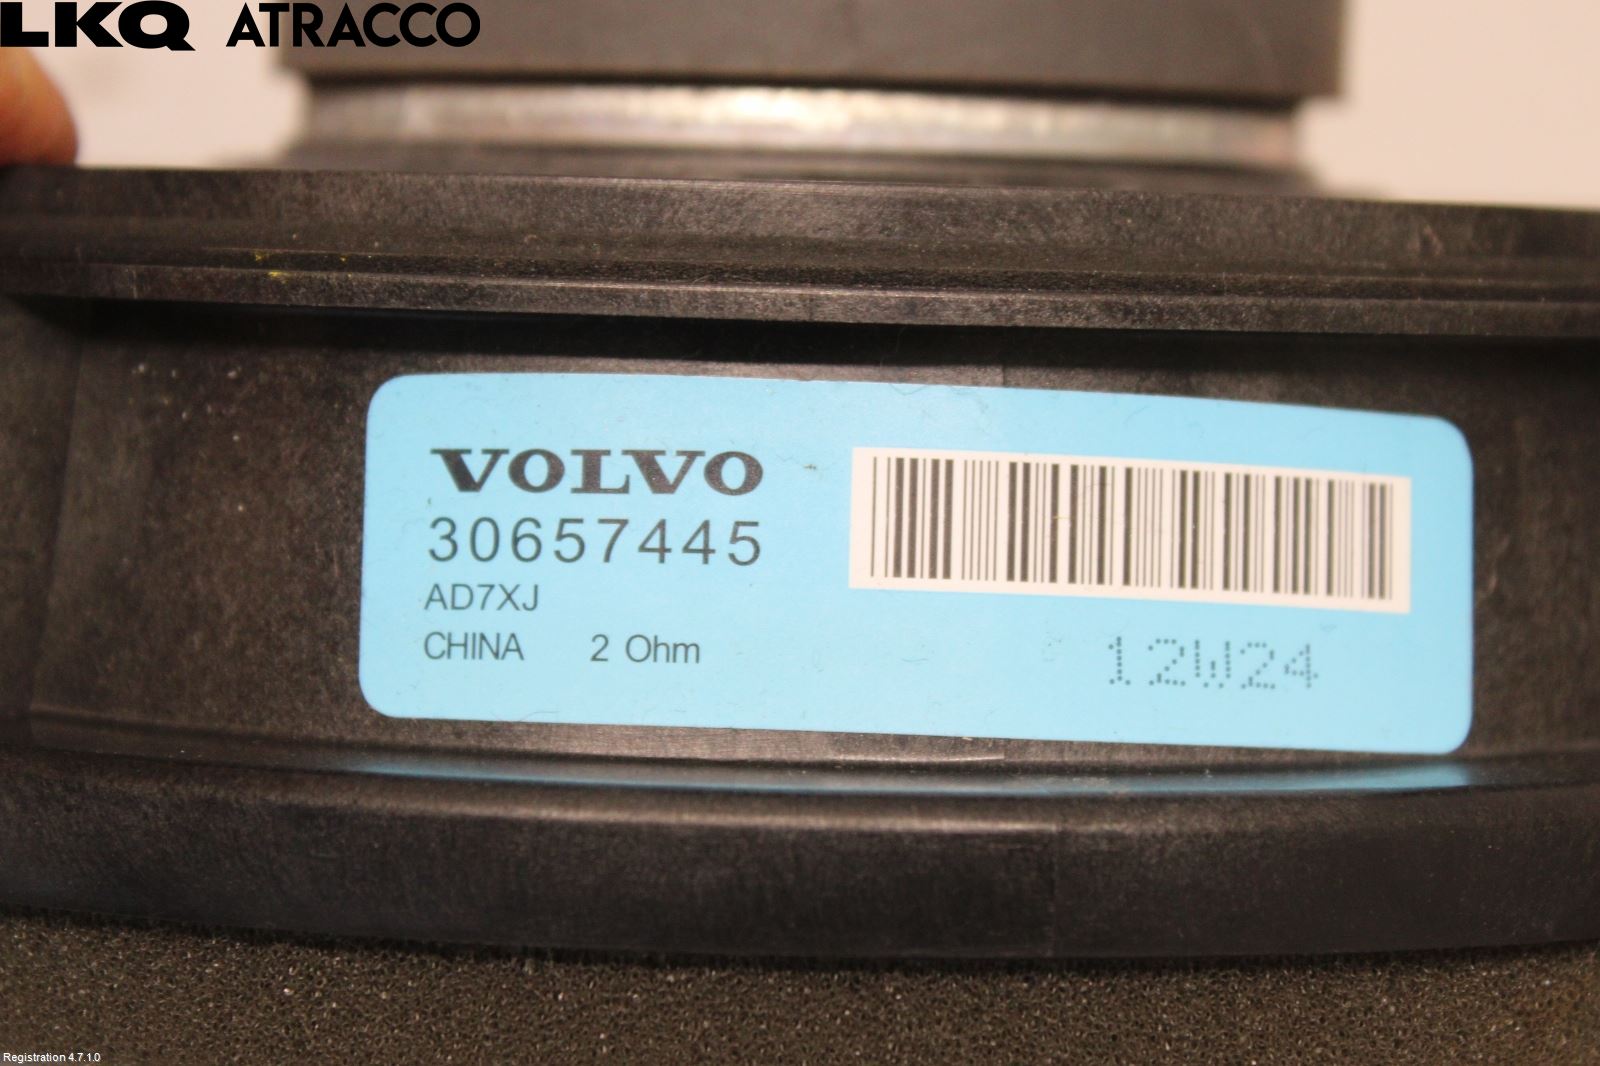 LKQ ATRACCO
VOLVO
30657445
AD7XJ
CHINA 2 Ohm
12W24
Registration 4.7.1.0